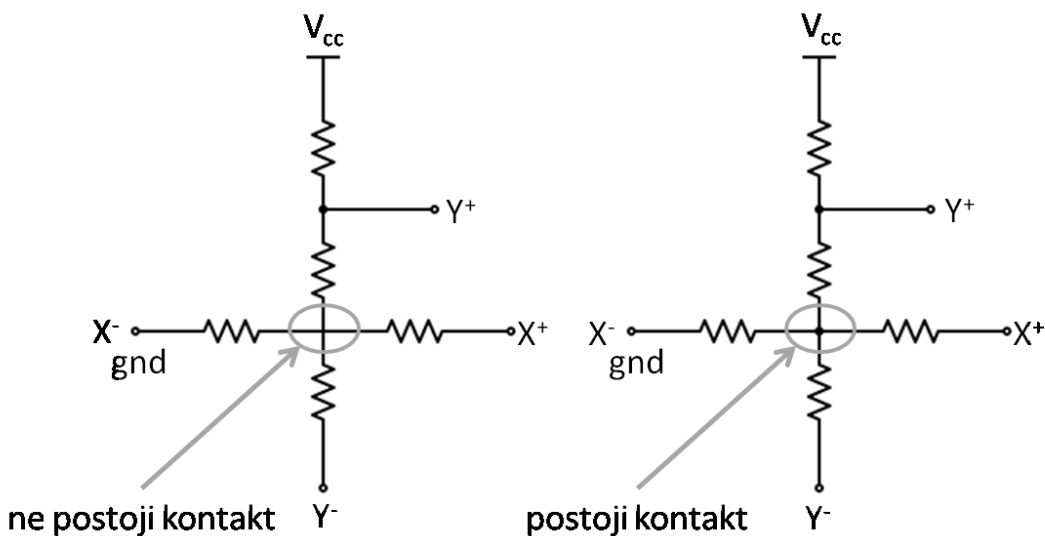 Vcc
Y⁺
X⁻
gnd
X⁺
ne postoji kontakt
Y⁻
Vcc
Y⁺
X⁻
gnd
X⁺
postoji kontakt
Y⁻